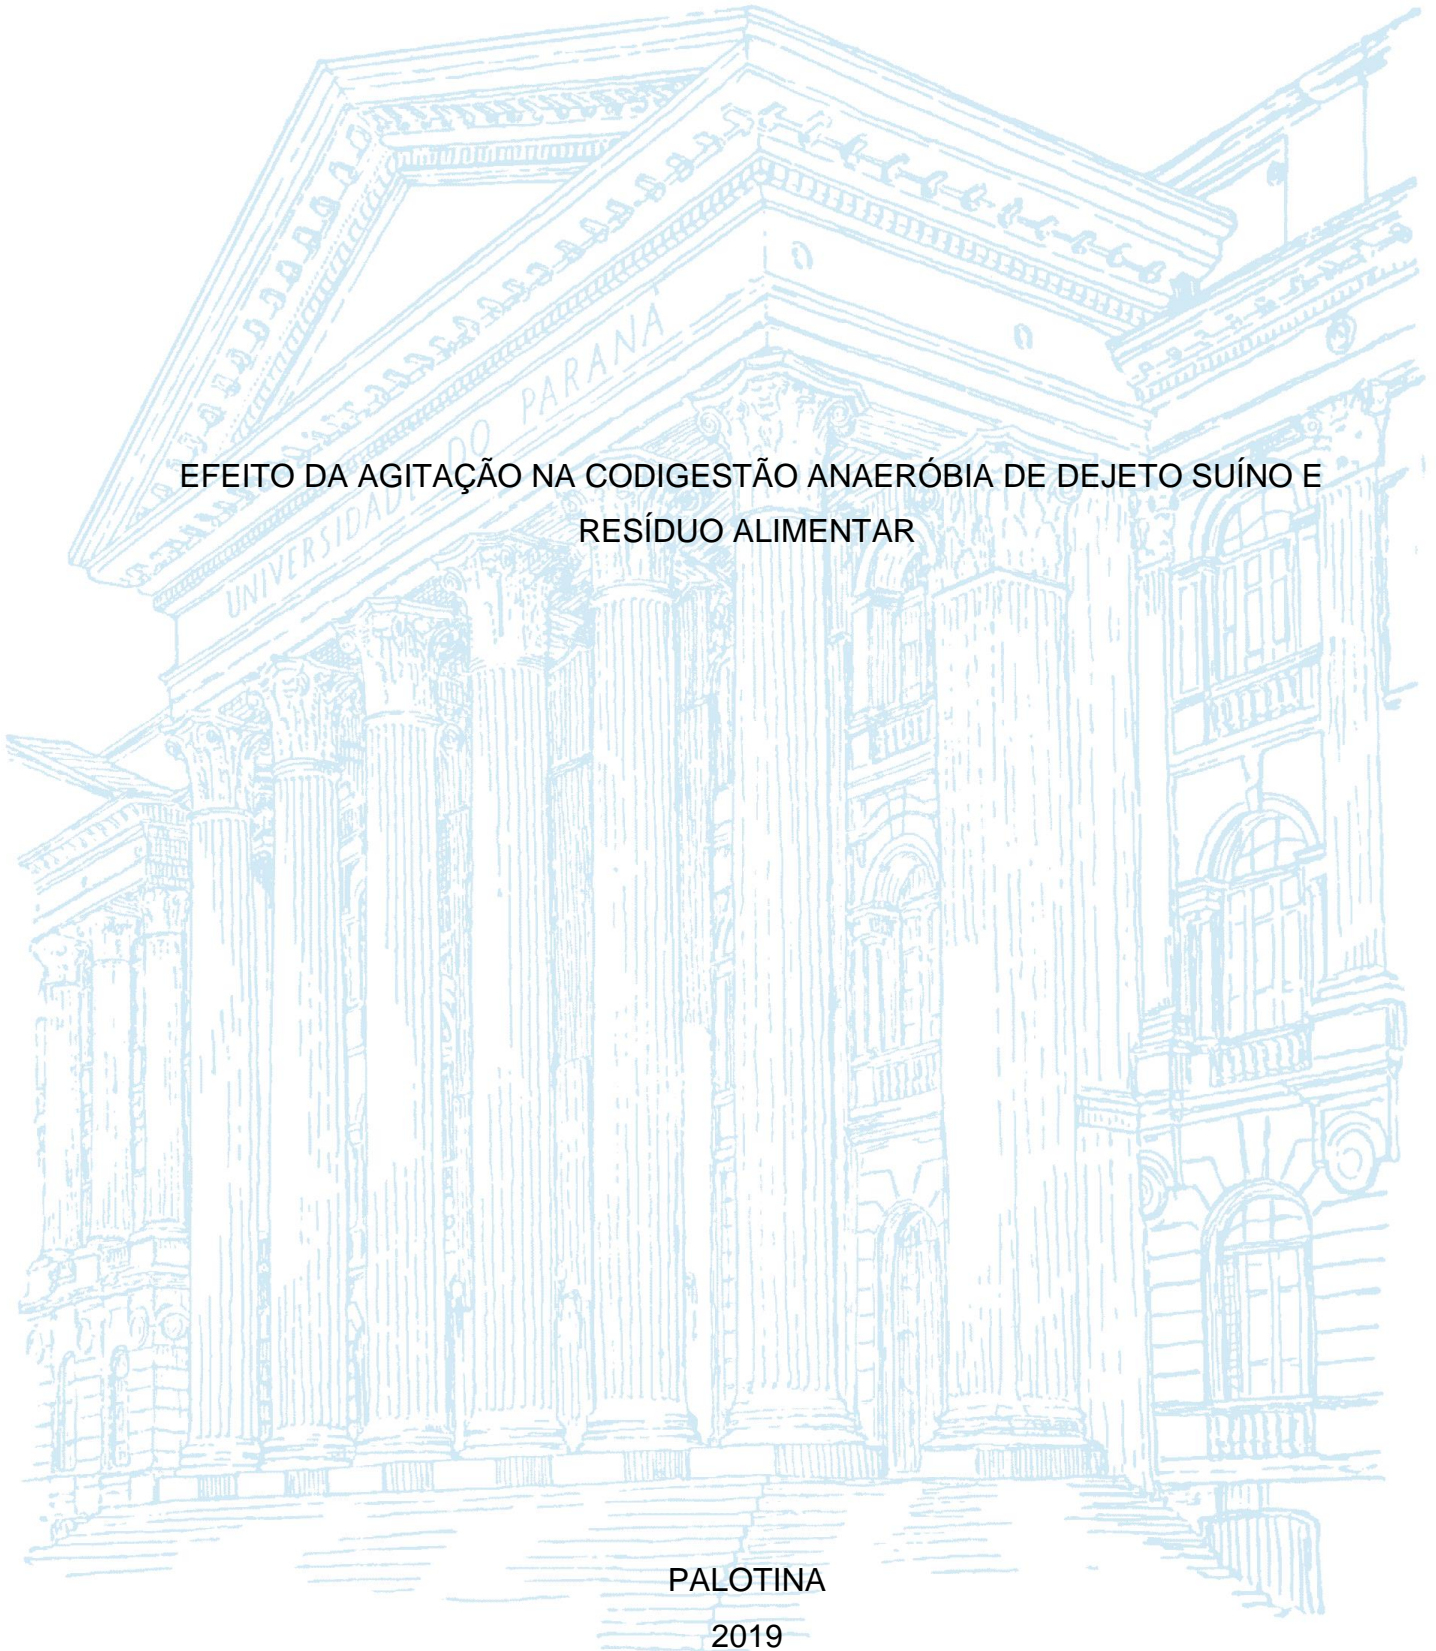 UNIVERSIDADE DO PARANÁ
EFEITO DA AGITAÇÃO NA CODIGESTÃO ANAERÓBIA DE DEJETO SUÍNO E
RESÍDUO ALIMENTAR
PALOTINA
2019